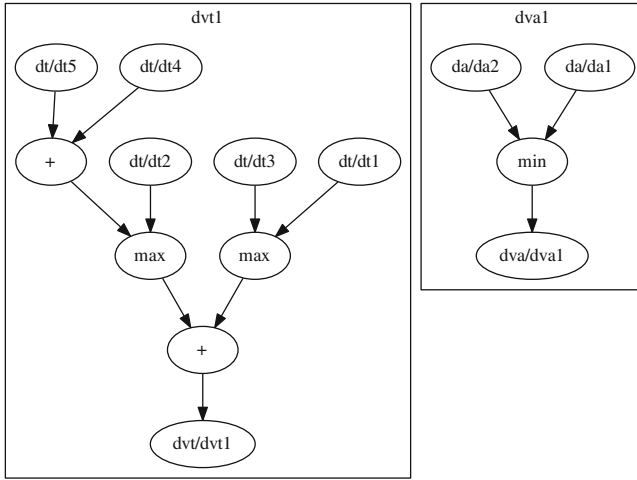 dvt1 dva1
dt/dt5 dt/dt4 da/da2 da/da1
+ dt/dt2 dt/dt3 dt/dt1 min
max max dva/dva1
+
dvt/dvt1